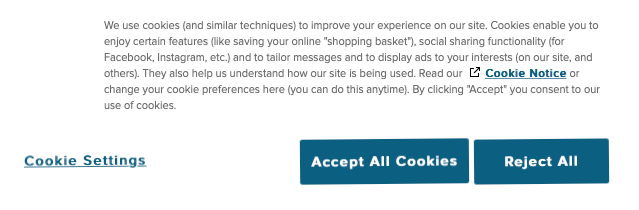 We use cookies (and similar techniques) to improve your experience on our site. Cookies enable you to
enjoy certain features (like saving your online "shopping basket"), social sharing functionality (for
Facebook, Instagram, etc.) and to tailor messages and to display ads to your interests (on our site, and
others). They also help us understand how our site is being used. Read our Cookie Notice or
change your cookie preferences here (you can do this anytime). By clicking "Accept" you consent to our
use of cookies.
Cookie Settings
Accept All Cookies
Reject All